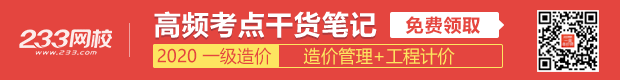 233网校
www.233.com
高频考点干货笔记
免费领取
2020 一级造价
造价管理+工程计价